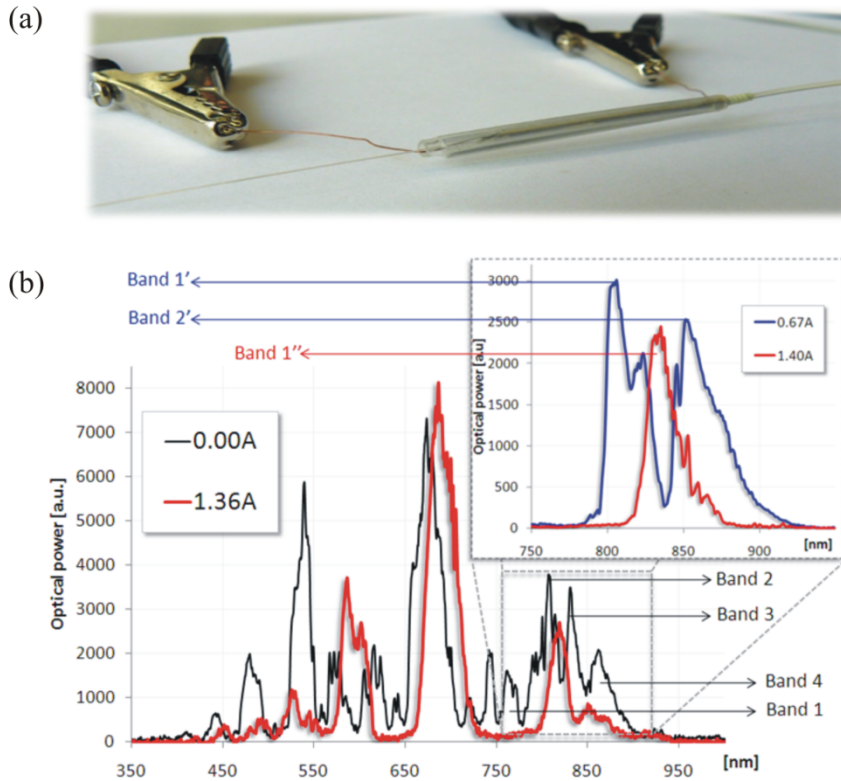 (a)
(b)
Band 1′
Band 2′
Band 1″
Optical power [a.u]
3000
2500
2000
1500
1000
500
0
750
800
850
900
[nm]
0.67A
1.40A
Optical power [a.u.]
8000
7000
6000
5000
4000
3000
2000
1000
0
0.00A
1.36A
Band 2
Band 3
Band 4
Band 1
350
450
550
650
750
850
950
[nm]